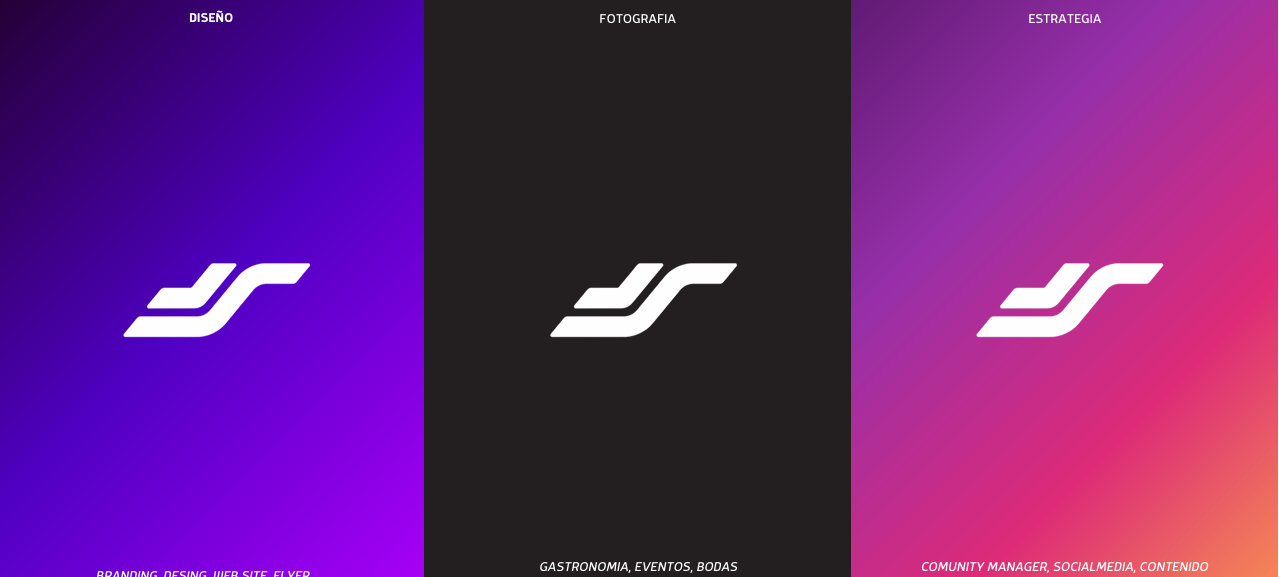 DISEÑO
FOTOGRAFIA
ESTRATEGIA
BRANDING, DESING, WEB SITE, FLYER
GASTRONOMIA, EVENTOS, BODAS
COMUNITY MANAGER, SOCIALMEDIA, CONTENIDO